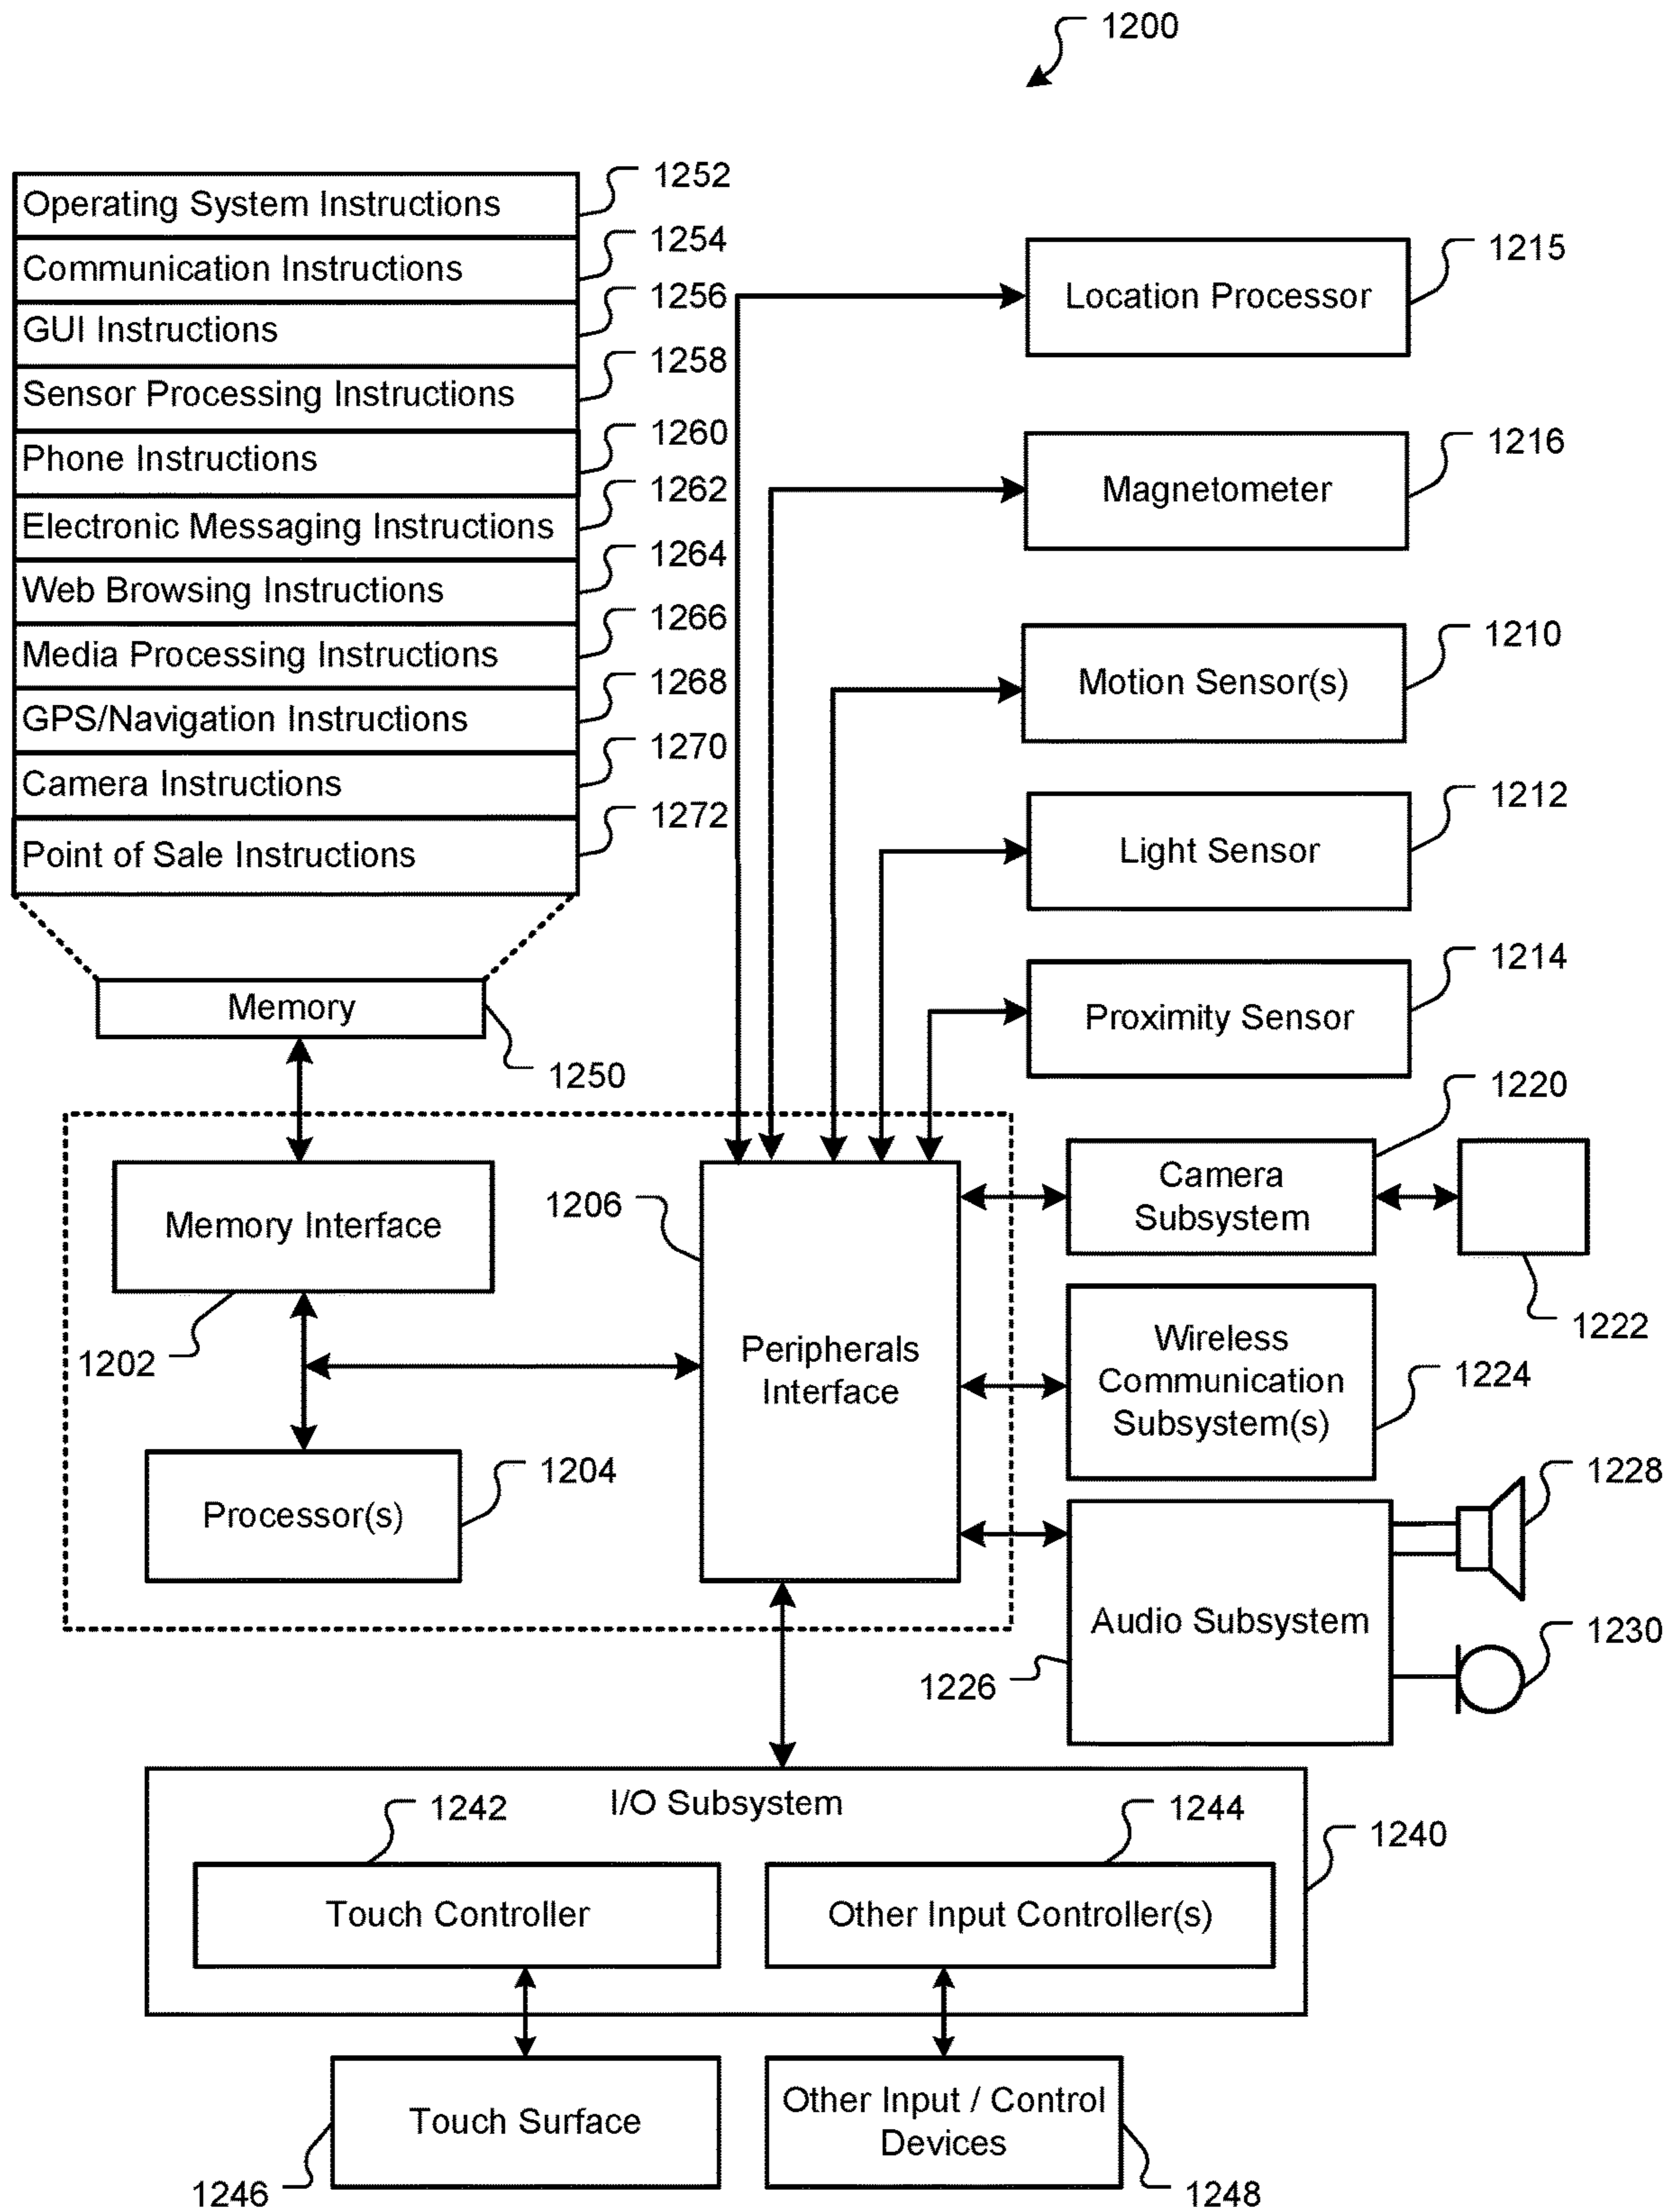 1200
Operating System Instructions
1252
Communication Instructions
1254
GUI Instructions
1256
Sensor Processing Instructions
1258
Phone Instructions
1260
Electronic Messaging Instructions
1262
Web Browsing Instructions
1264
Media Processing Instructions
1266
GPS/Navigation Instructions
1268
Camera Instructions
1270
Point of Sale Instructions
1272
Memory
1250
Location Processor
1215
Magnetometer
1216
Motion Sensor(s)
1210
Light Sensor
1212
Proximity Sensor
1214
Memory Interface
1202
Processor(s)
1204
1206
Peripherals
Interface
Camera
Subsystem
1220
1222
Wireless
Communication
Subsystem(s)
1224
Audio Subsystem
1226
1228
1230
I/O Subsystem
1240
1242
Touch Controller
1244
Other Input Controller(s)
Touch Surface
1246
Other Input / Control
Devices
1248